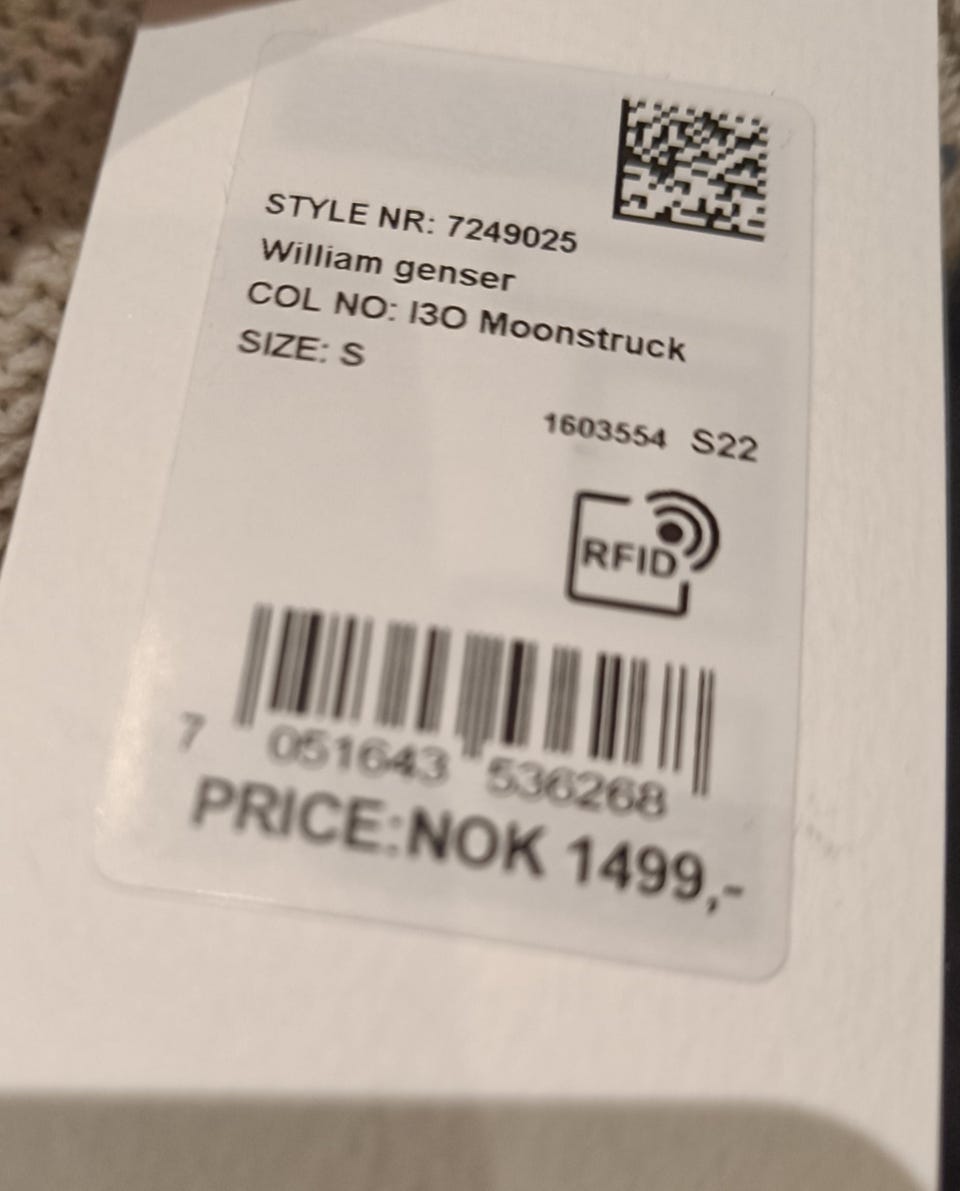 STYLE NR: 7249025
William genser
COL NO: I3O Moonstruck
SIZE: S
1603554 S22
RFID
7 051643 536268
PRICE:NOK 1499,-